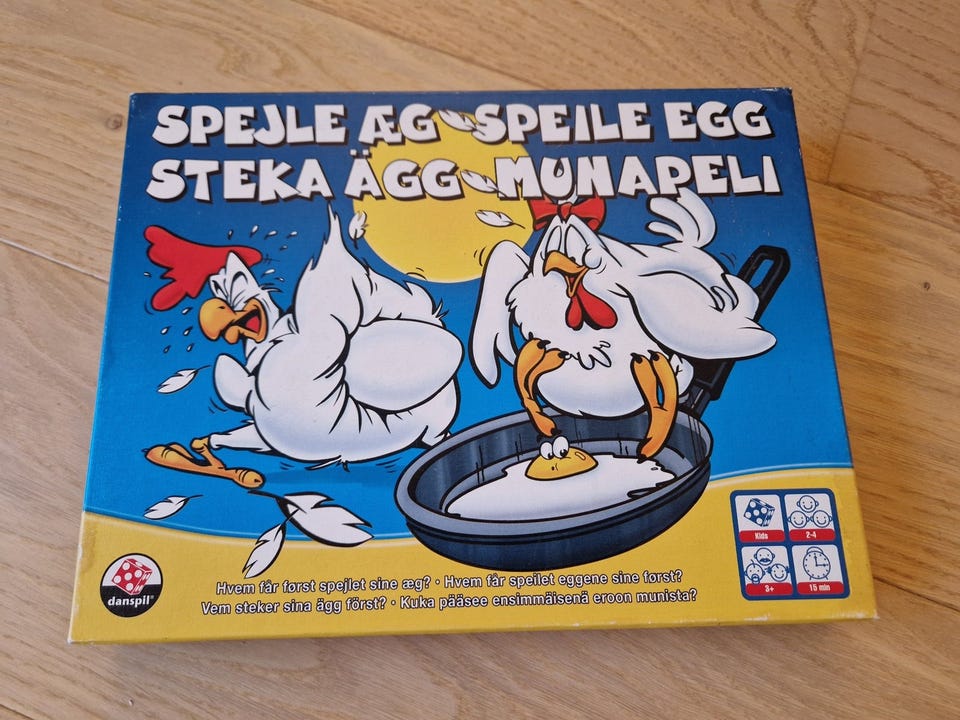 SPEJLE ÆG SPEILE EGG
STEKA ÄGG MUNAPELI
Kids
2-4
3+
15 min
danspil®
Hvem får først spejlet sine æg? · Hvem får speilet eggene sine først?
Vem steker sina ägg först? · Kuka pääsee ensimmäisenä eroon munista?